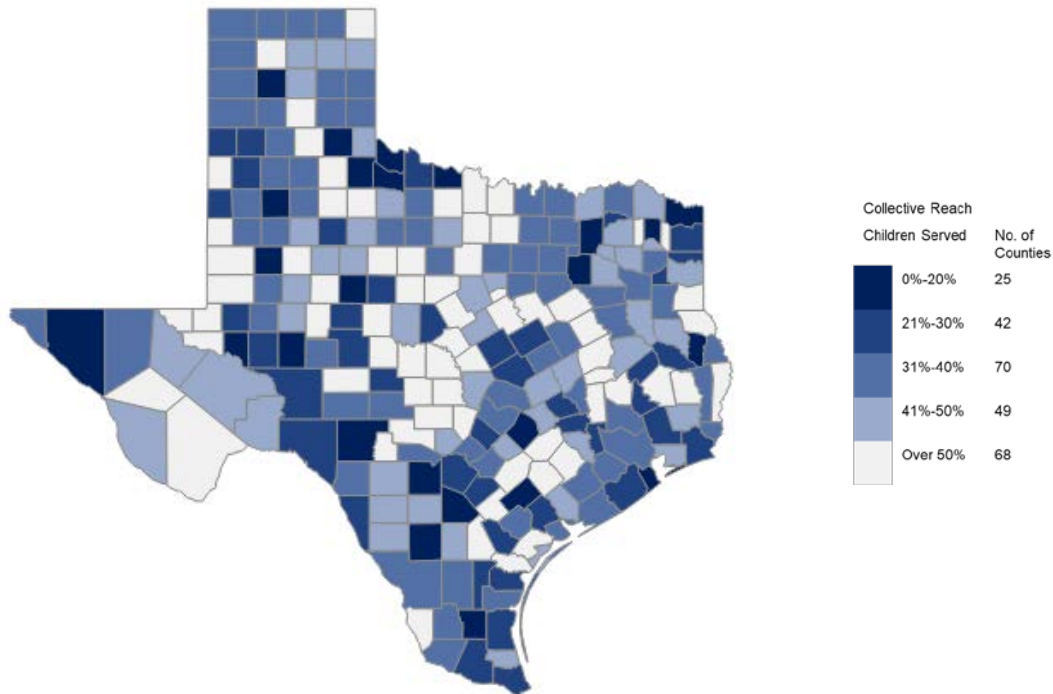 Collective Reach
Children Served No. of
Counties
0%-20% 25
21%-30% 42
31%-40% 70
41%-50% 49
Over 50% 68